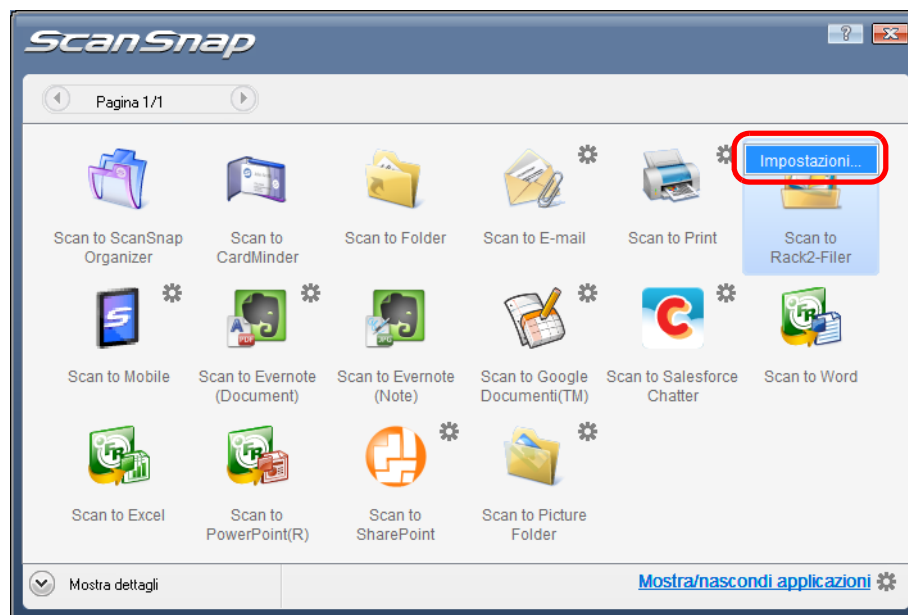 ScanSnap
Pagina 1/1
Impostazioni...
Scan to ScanSnap
Organizer
Scan to
CardMinder
Scan to Folder
Scan to E-mail
Scan to Print
Scan to
Rack2-Filer
Scan to Mobile
Scan to Evernote
(Document)
Scan to Evernote
(Note)
Scan to Google
Documenti(TM)
Scan to Salesforce
Chatter
Scan to Word
Scan to Excel
Scan to
PowerPoint(R)
Scan to
SharePoint
Scan to Picture
Folder
Mostra dettagli
Mostra/nascondi applicazioni